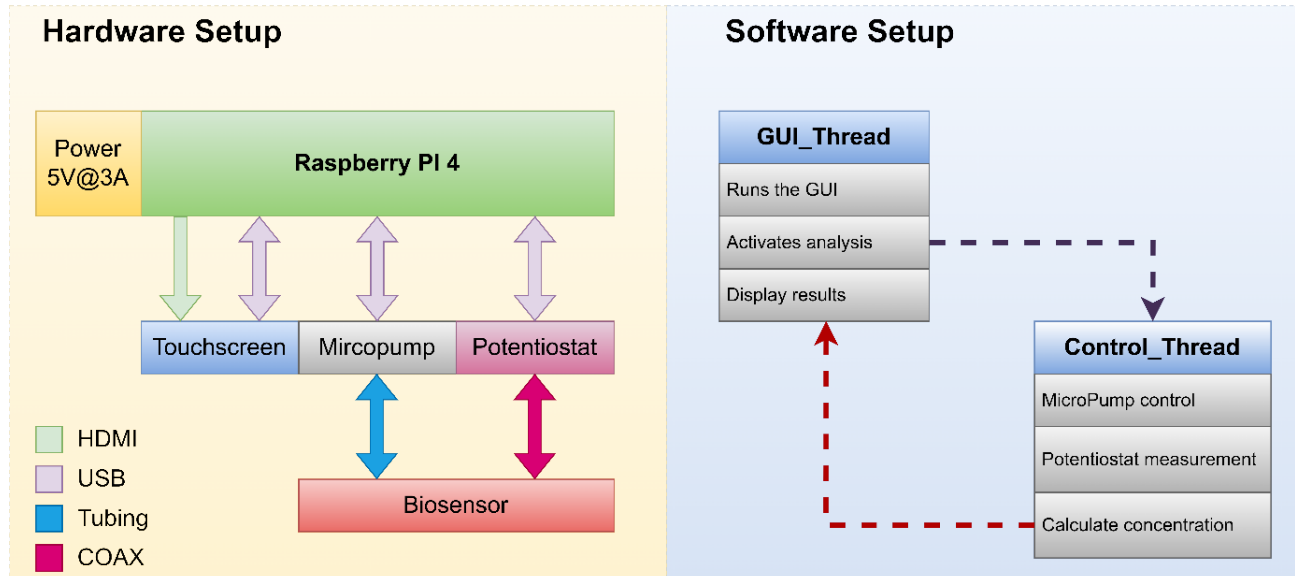 Hardware Setup
Power
5V@3A
Raspberry PI 4
Touchscreen
Mircopump
Potentiostat
Biosensor
HDMI
USB
Tubing
COAX
Software Setup
GUI_Thread
Runs the GUI
Activates analysis
Display results
Control_Thread
MicroPump control
Potentiostat measurement
Calculate concentration